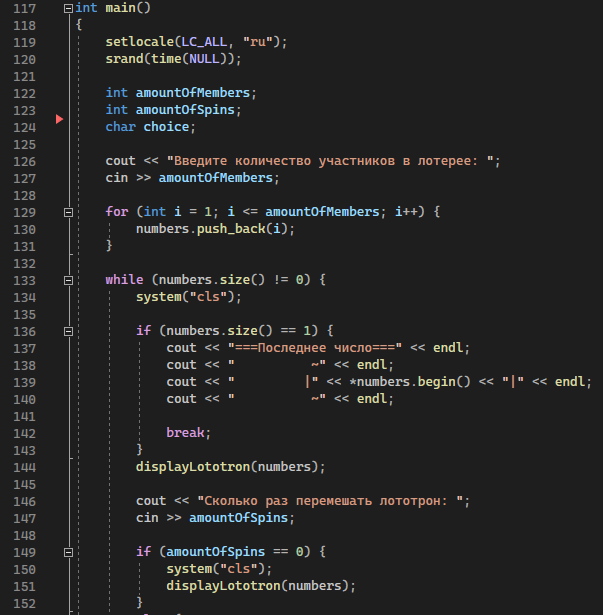 117 int main()
118 {
119 setlocale(LC_ALL, "ru");
120 srand(time(NULL));
121
122 int amountOfMembers;
123 int amountOfSpins;
124 char choice;
125
126 cout << "Введите количество участников в лотерее: ";
127 cin >> amountOfMembers;
128
129 for (int i = 1; i <= amountOfMembers; i++) {
130 numbers.push_back(i);
131 }
132
133 while (numbers.size() != 0) {
134 system("cls");
135
136 if (numbers.size() == 1) {
137 cout << "===Последнее число===" << endl;
138 cout << "          ~" << endl;
139 cout << "         |" << *numbers.begin() << "|" << endl;
140 cout << "          ~" << endl;
141
142 break;
143 }
144 displayLototron(numbers);
145
146 cout << "Сколько раз перемешать лототрон: ";
147 cin >> amountOfSpins;
148
149 if (amountOfSpins == 0) {
150 system("cls");
151 displayLototron(numbers);
152 }